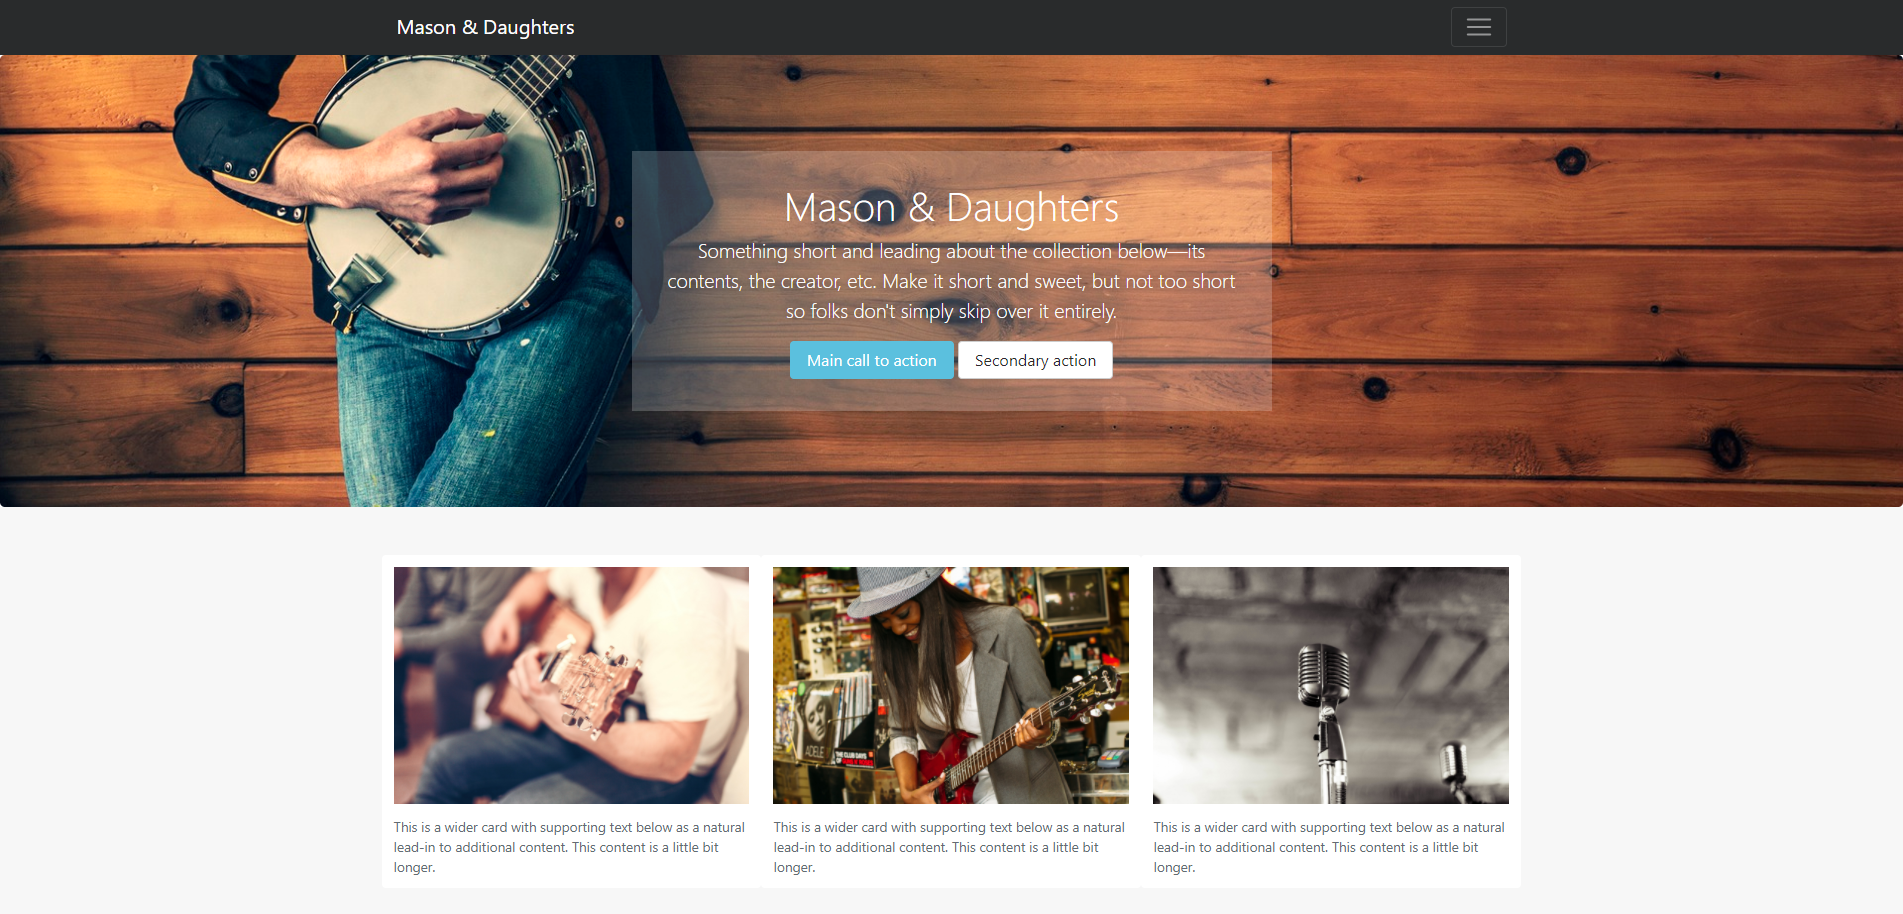 Mason & Daughters
Mason & Daughters
Something short and leading about the collection below—its
contents, the creator, etc. Make it short and sweet, but not too short
so folks don't simply skip over it entirely.
Main call to action
Secondary action
ADELE
THE CLUB DAYS
This is a wider card with supporting text below as a natural
lead-in to additional content. This content is a little bit
longer.
This is a wider card with supporting text below as a natural
lead-in to additional content. This content is a little bit
longer.
This is a wider card with supporting text below as a natural
lead-in to additional content. This content is a little bit
longer.